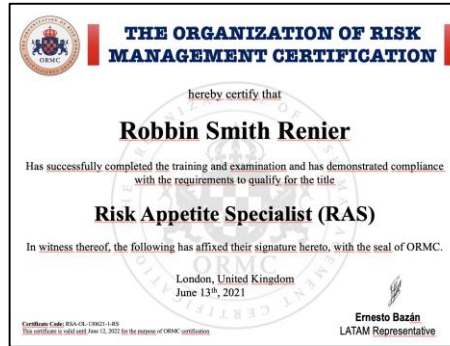 ORMC
THE ORGANIZATION OF RISK
MANAGEMENT CERTIFICATION
hereby certify that
Robbin Smith Renier
Has successfully completed the training and examination and has demonstrated compliance
with the requirements to qualify for the title
Risk Appetite Specialist (RAS)
In witness thereof, the following has affixed their signature hereto, with the seal of ORMC.
ORMC
London, United Kingdom
June 13th, 2021
Ernesto Bazán
LATAM Representative
Certificate Code: RSA-OL-130621-1-RS
This certificate is valid until June 12, 2022 for the purpose of ORMC certification